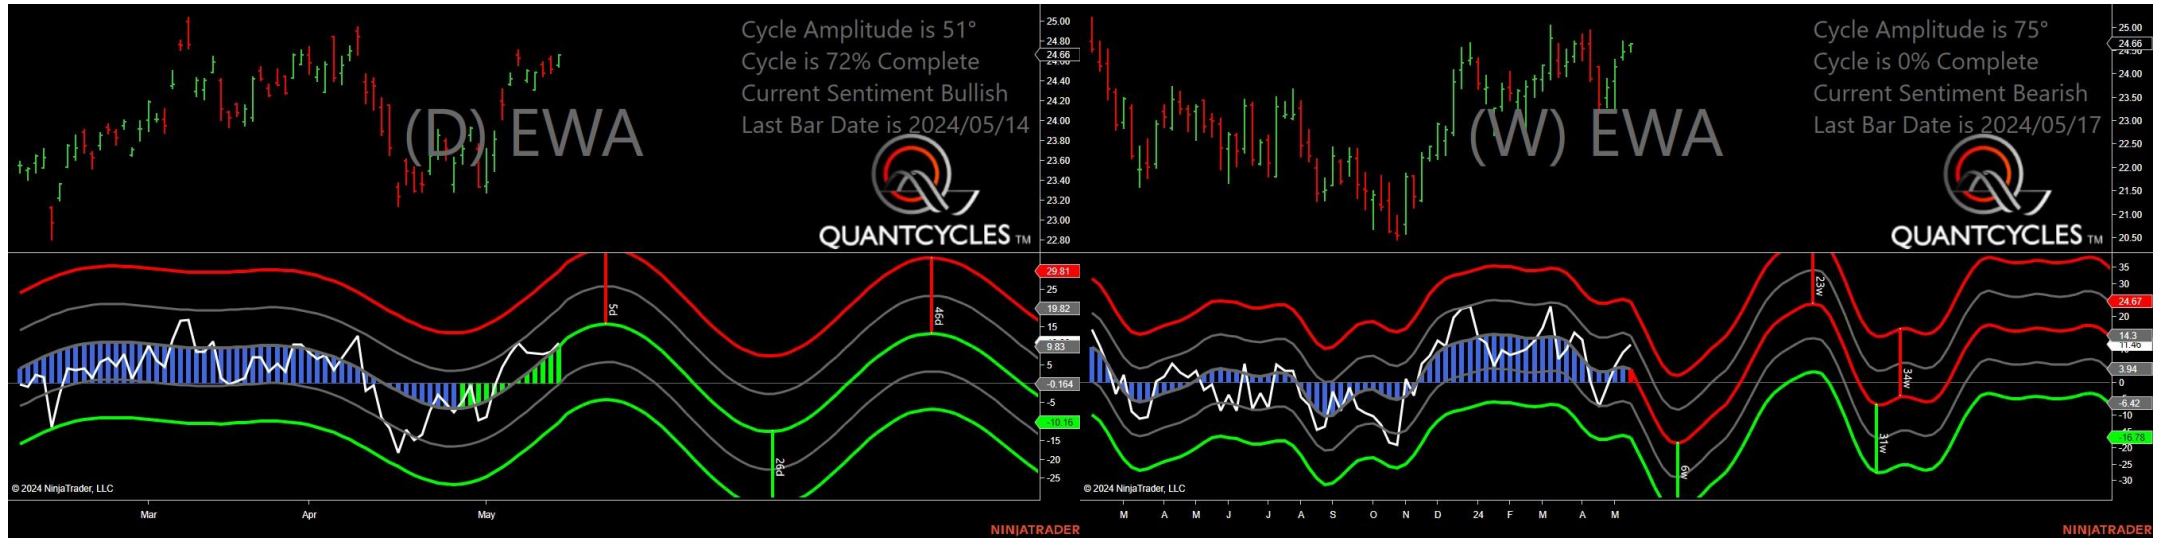 Cycle Amplitude is 51°
Cycle is 72% Complete
Current Sentiment Bullish
Last Bar Date is 2024/05/14
(D) EWA
QUANTCYCLES TM
25.00
24.80
24.66
24.60
24.40
24.20
24.00
23.80
23.60
23.40
23.20
23.00
22.80
29.81
25
19.82
15
9.83
5
-0.164
-5
-10.16
-15
-20
-25
5d
26d
46d
© 2024 NinjaTrader, LLC
Mar Apr May
NINJATRADER
Cycle Amplitude is 75°
Cycle is 0% Complete
Current Sentiment Bearish
Last Bar Date is 2024/05/17
(W) EWA
QUANTCYCLES TM
25.00
24.66
24.50
24.00
23.50
23.00
22.50
22.00
21.50
21.00
20.50
35
30
24.67
20
14.3
11.46
3.94
0
-6.42
-10
-16.78
-20
-25
-30
6w
23w
31w
34w
© 2024 NinjaTrader, LLC
M A M J J A S O N D 24 F M A M
NINJATRADER